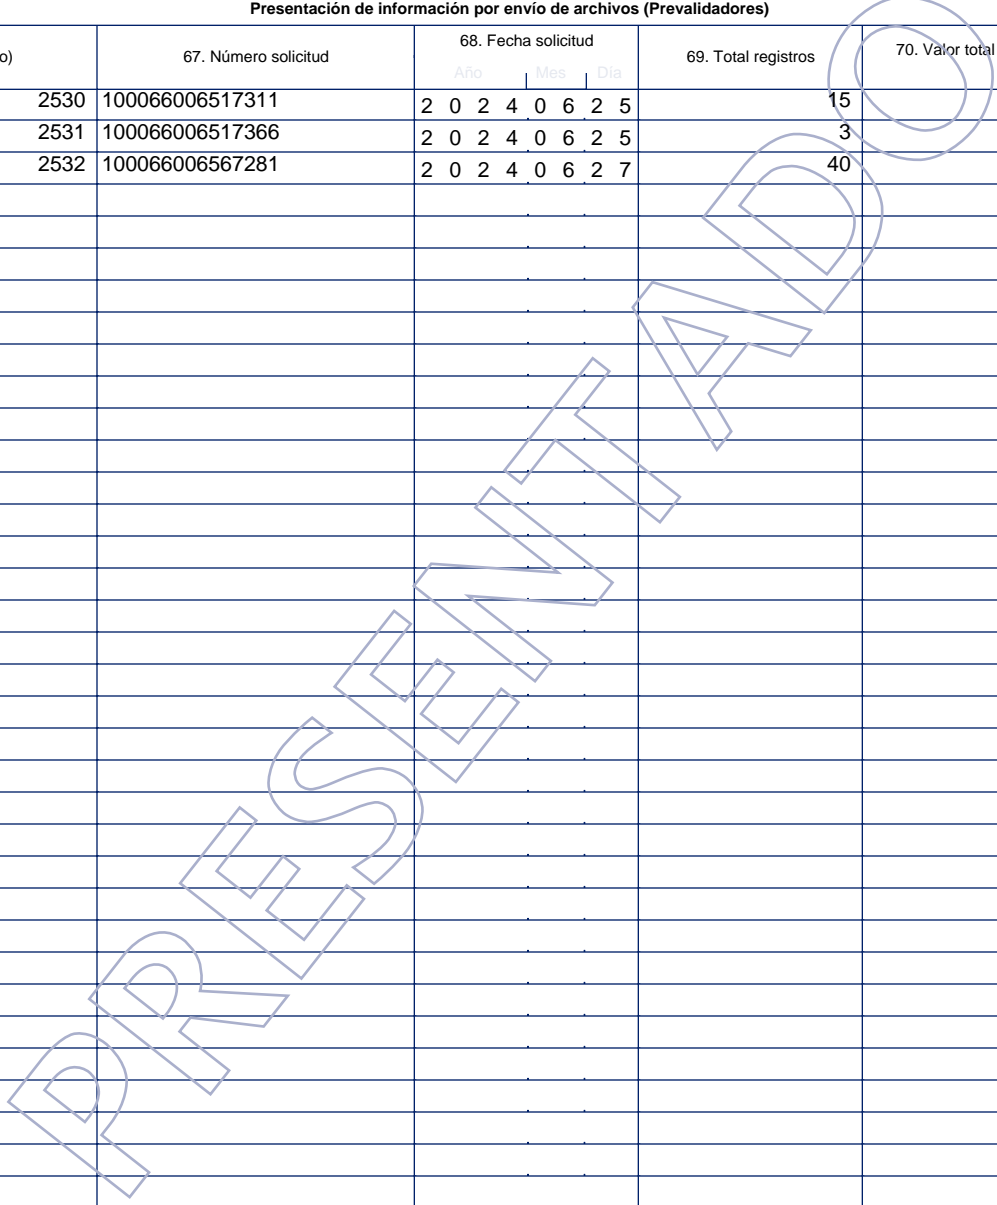 Presentación de información por envío de archivos (Prevalidadores)
o) 67. Número solicitud 68. Fecha solicitud 69. Total registros 70. Valor total
Año Mes Día
2530 100066006517311 2 0 2 4 0 6 2 5 15
2531 100066006517366 2 0 2 4 0 6 2 5 3
2532 100066006567281 2 0 2 4 0 6 2 7 40
PRESENTADO